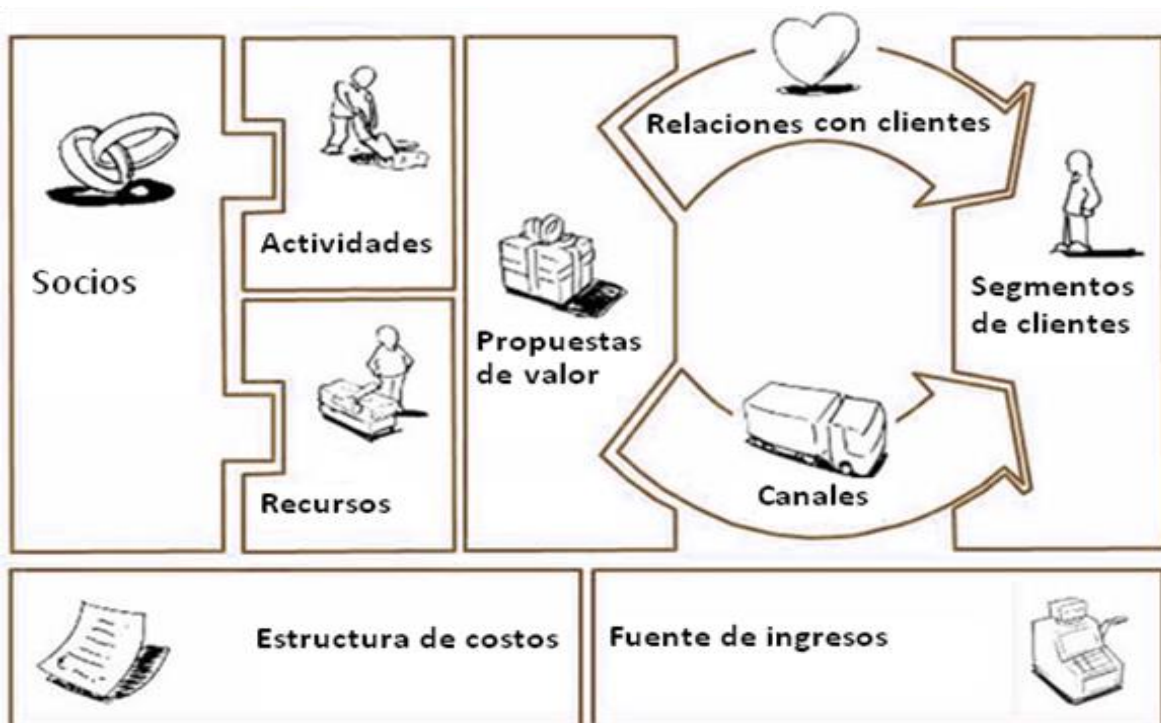 Socios
Actividades
Recursos
Propuestas
de valor
Relaciones con clientes
Canales
Segmentos
de clientes
Estructura de costos
Fuente de ingresos